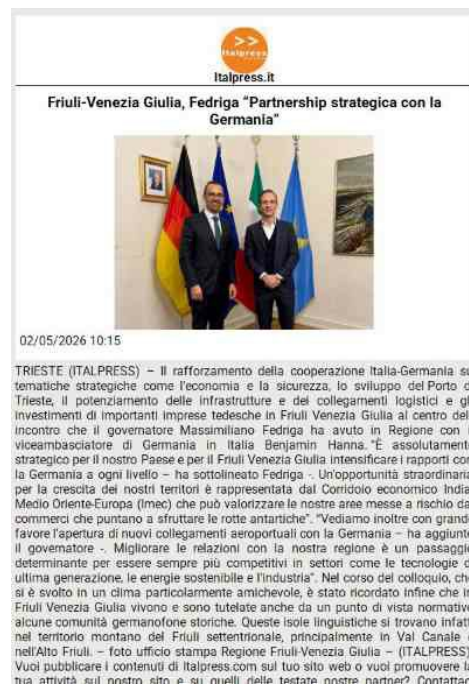 >>
Italpress
Italpress.it
Friuli-Venezia Giulia, Fedriga “Partnership strategica con la
Germania”
02/05/2026 10:15
TRIESTE (ITALPRESS) – Il rafforzamento della cooperazione Italia-Germania su
tematiche strategiche come l'economia e la sicurezza, lo sviluppo del Porto d
Trieste, il potenziamento delle infrastrutture e dei collegamenti logistici e gl
investimenti di importanti imprese tedesche in Friuli Venezia Giulia al centro del
incontro che il governatore Massimiliano Fedriga ha avuto in Regione con i
viceambasciatore di Germania in Italia Benjamin Hanna. “È assolutament
strategico per il nostro Paese e per il Friuli Venezia Giulia intensificare i rapporti con
la Germania a ogni livello – ha sottolineato Fedriga -. Un'opportunità straordinaria
per la crescita dei nostri territori è rappresentata dal Corridoio economico India
Medio Oriente-Europa (Imec) che può valorizzare le nostre aree messe a rischio da
commerci che puntano a sfruttare le rotte antartiche”. “Vediamo inoltre con grand
favore l'apertura di nuovi collegamenti aeroportuali con la Germania – ha aggiunto
il governatore -. Migliorare le relazioni con la nostra regione è un passaggi
determinante per essere sempre più competitivi in settori come le tecnologie d
ultima generazione, le energie sostenibile e l'industria”. Nel corso del colloquio, che
si è svolto in un clima particolarmente amichevole, è stato ricordato infine che in
Friuli Venezia Giulia vivono e sono tutelate anche da un punto di vista normativo
alcune comunità germanofone storiche. Queste isole linguistiche si trovano infatt
nel territorio montano del Friuli settentrionale, principalmente in Val Canale e
nell'Alto Friuli. – foto ufficio stampa Regione Friuli-Venezia Giulia – (ITALPRESS).
Vuoi pubblicare i contenuti di Italpress.com sul tuo sito web o vuoi promuovere la
tua attività sul nostro sito e su quelli delle testate nostre partner? Contattac